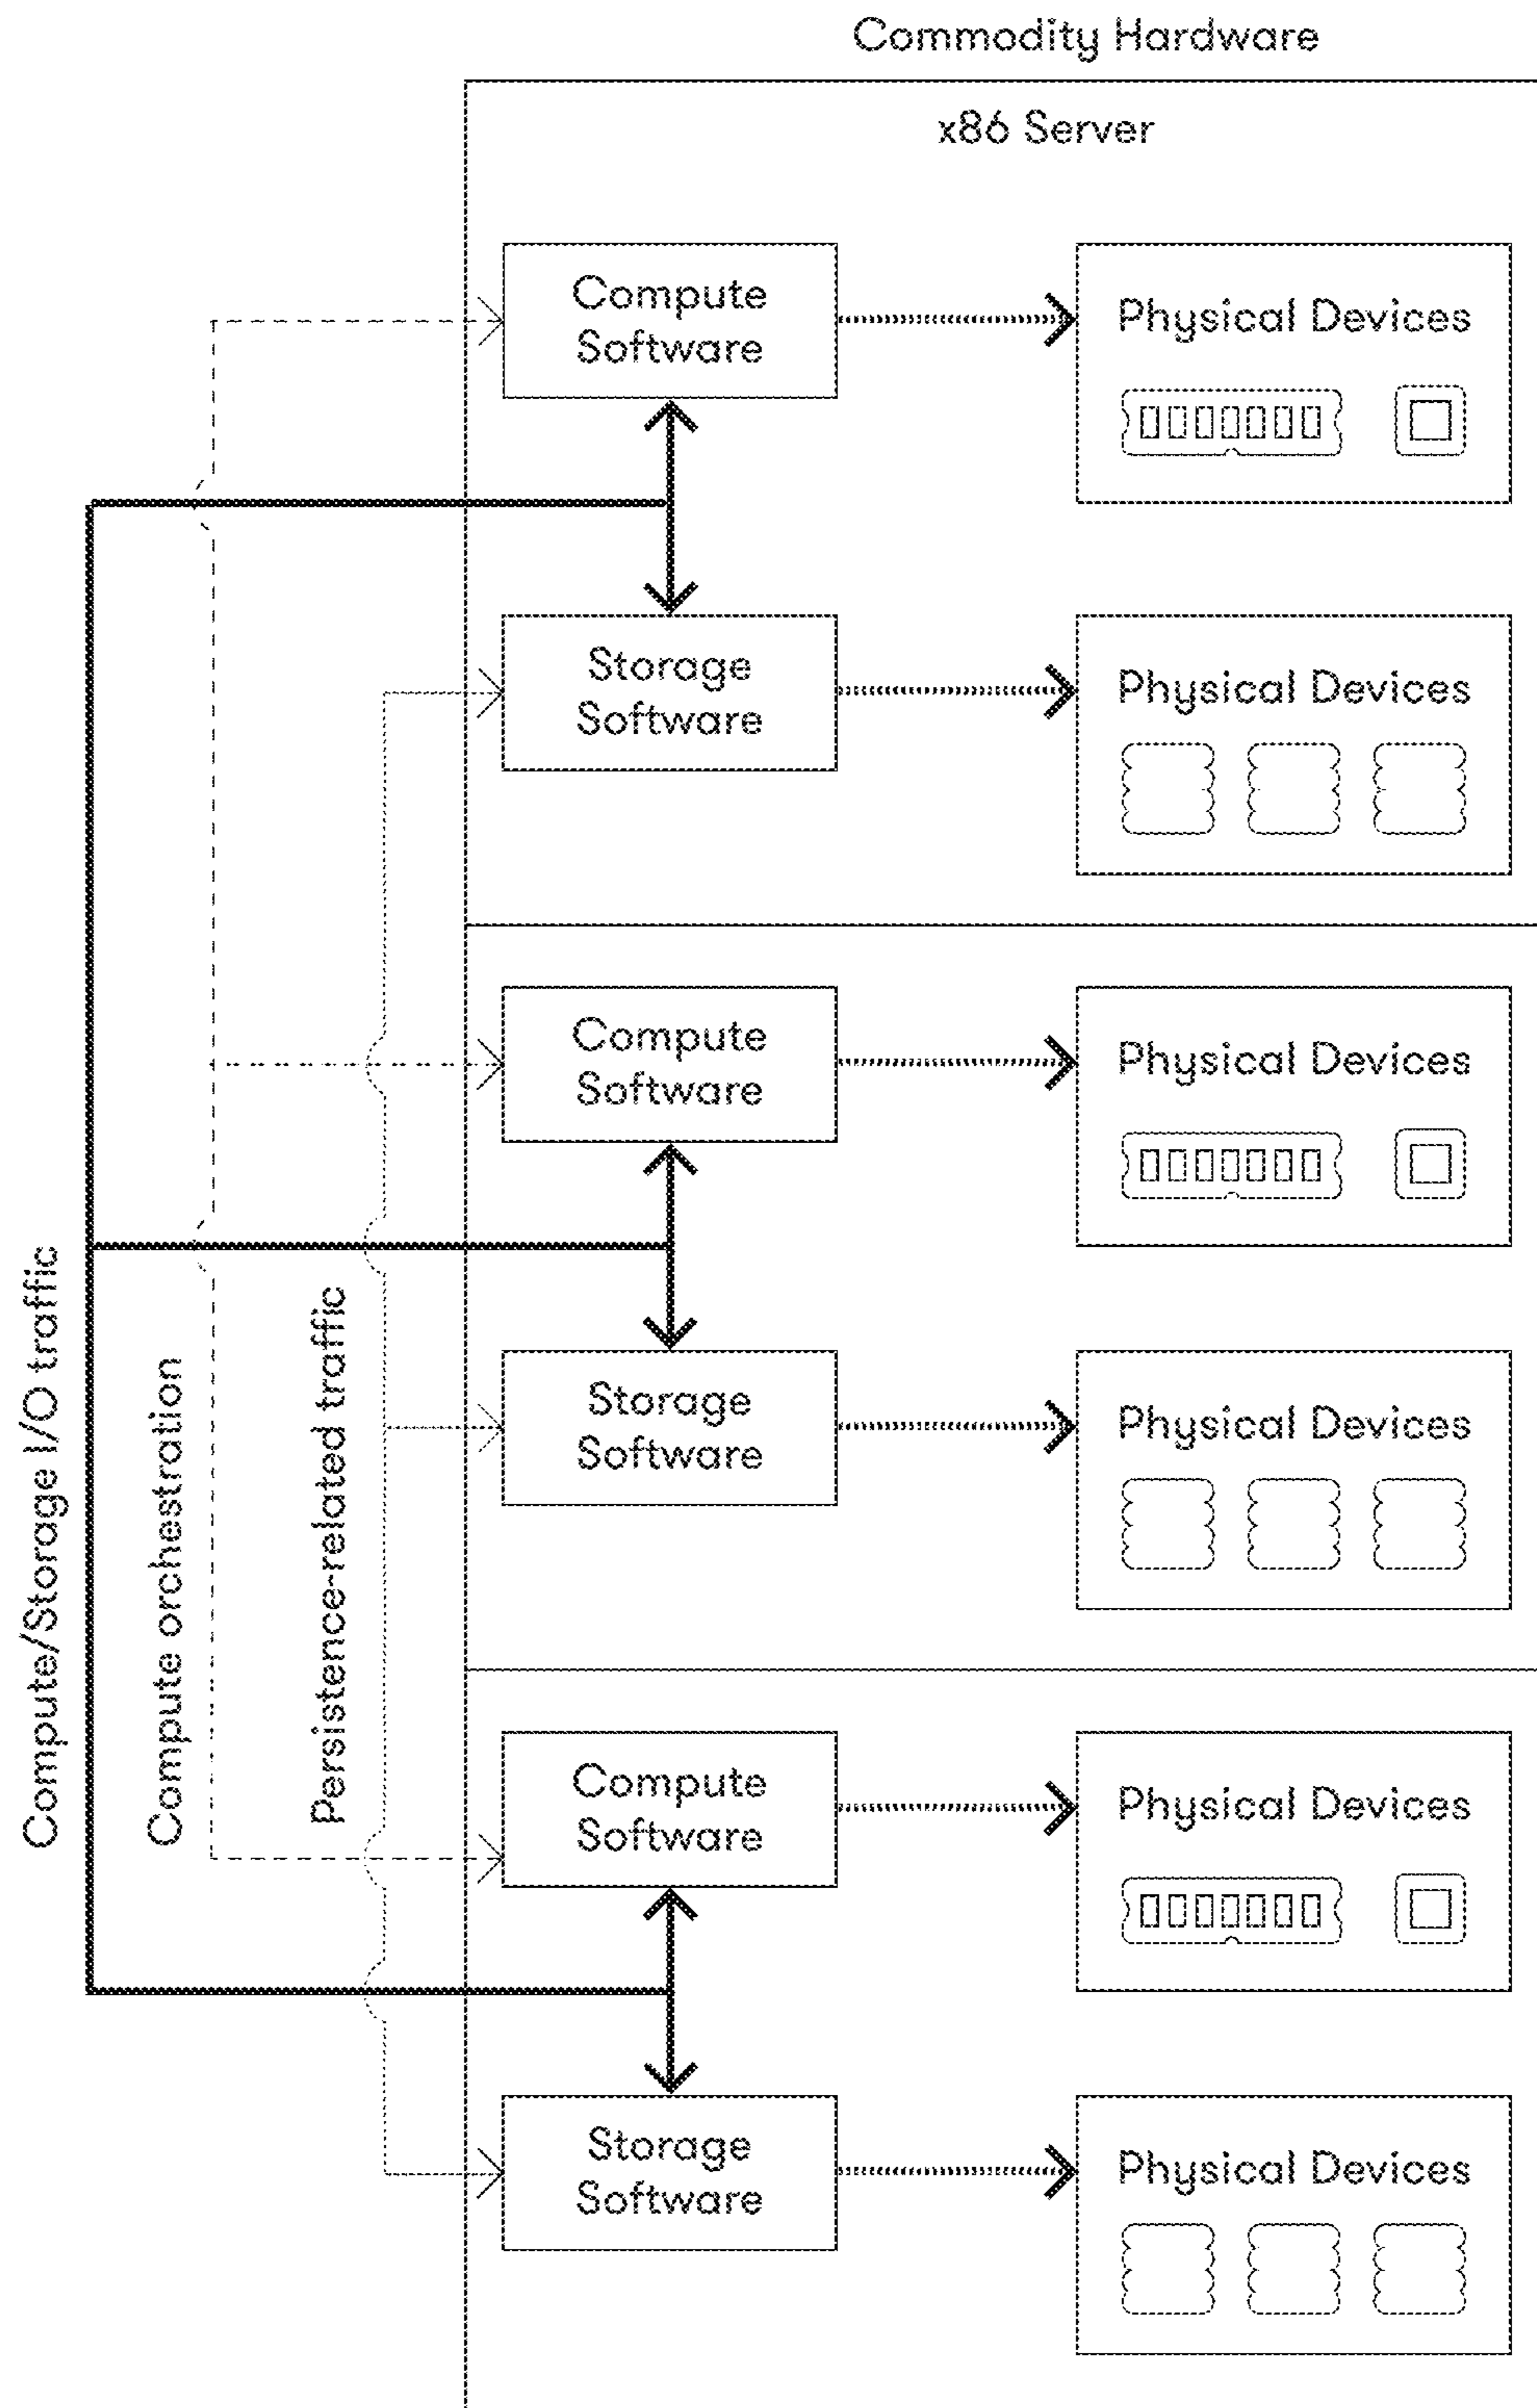 Commodity Hardware
x86 Server
Compute
Software
Physical Devices
Storage
Software
Physical Devices
Compute
Software
Physical Devices
Storage
Software
Physical Devices
Compute
Software
Physical Devices
Storage
Software
Physical Devices
Compute/Storage I/O traffic
Compute orchestration
Persistence-related traffic